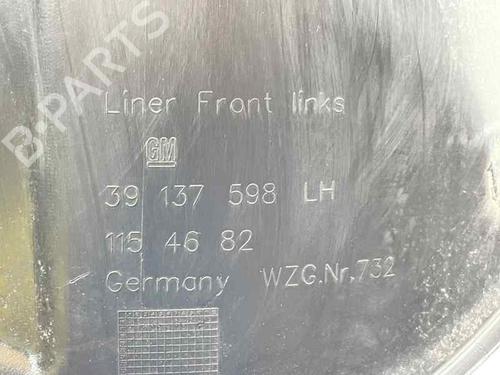 B-PARTS
Liner Front links
GM
39 137 598 LH
115 46 82
Germany WZG.Nr.732